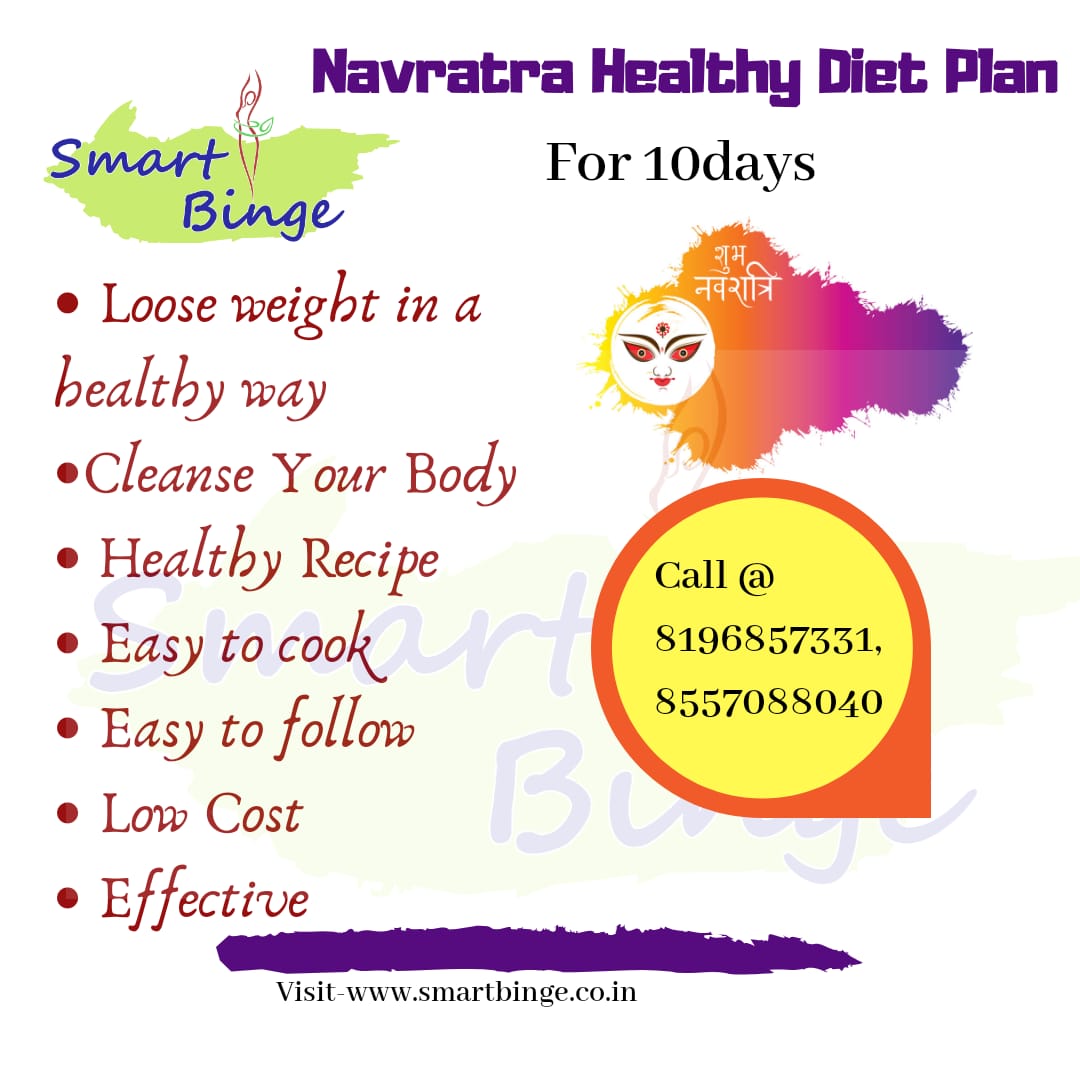 Navratra Healthy Diet Plan
For 10days
Smart
Binge
शुभ
नवरात्रि
• Loose weight in a
healthy way
•Cleanse Your Body
• Healthy Recipe
• Easy to cook
• Easy to follow
• Low Cost
• Effective
Call @
8196857331,
8557088040
Smart
Binge
Visit-www.smartbinge.co.in